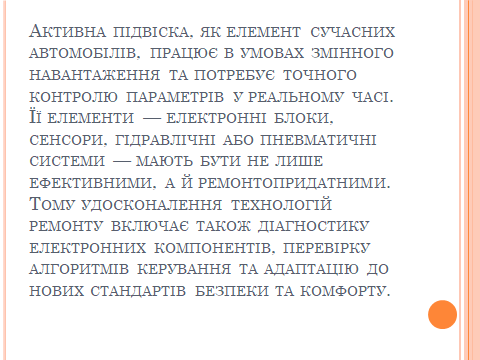 Активна підвіска, як елемент сучасних
автомобілів, працює в умовах змінного
навантаження та потребує точного
контролю параметрів у реальному часі.
Її елементи — електронні блоки,
сенсори, гідравлічні або пневматичні
системи — мають бути не лише
ефективними, а й ремонтопридатними.
Тому удосконалення технологій
ремонту включає також діагностику
електронних компонентів, перевірку
алгоритмів керування та адаптацію до
нових стандартів безпеки та комфорту.